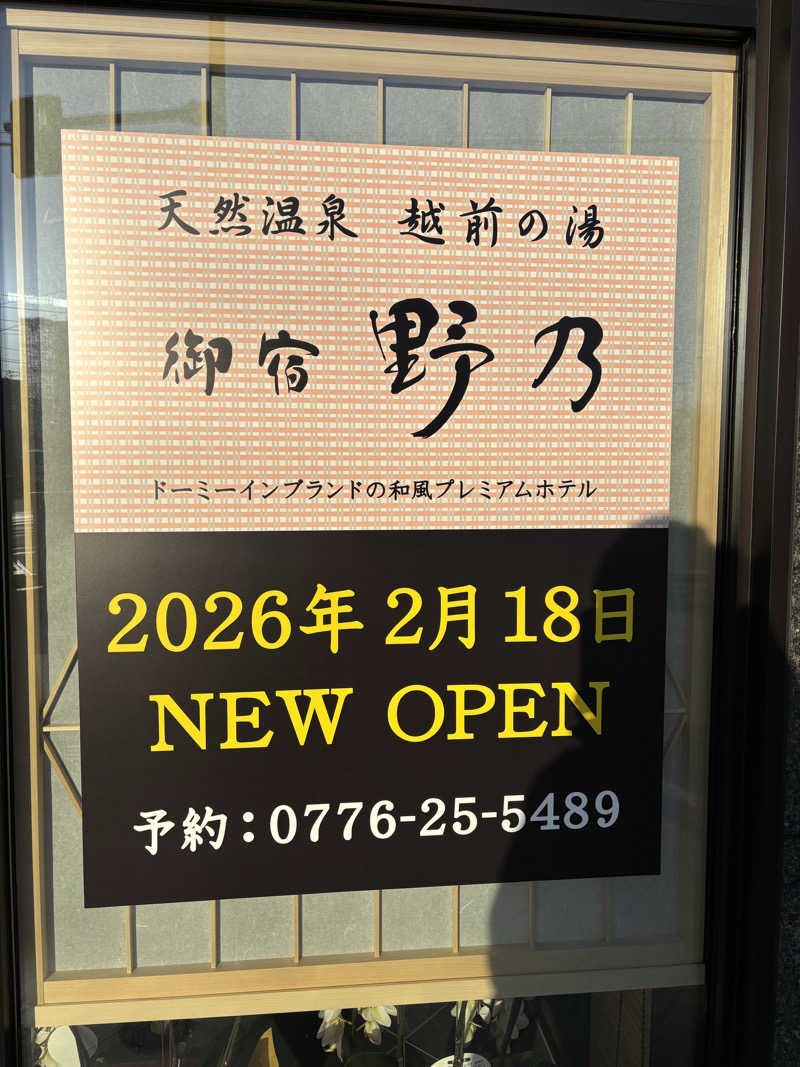 天然温泉 越前の湯
御宿 野乃
ドーミーインブランドの和風プレミアムホテル
2026年 2月 18日
NEW OPEN
予約：0776-25-5489